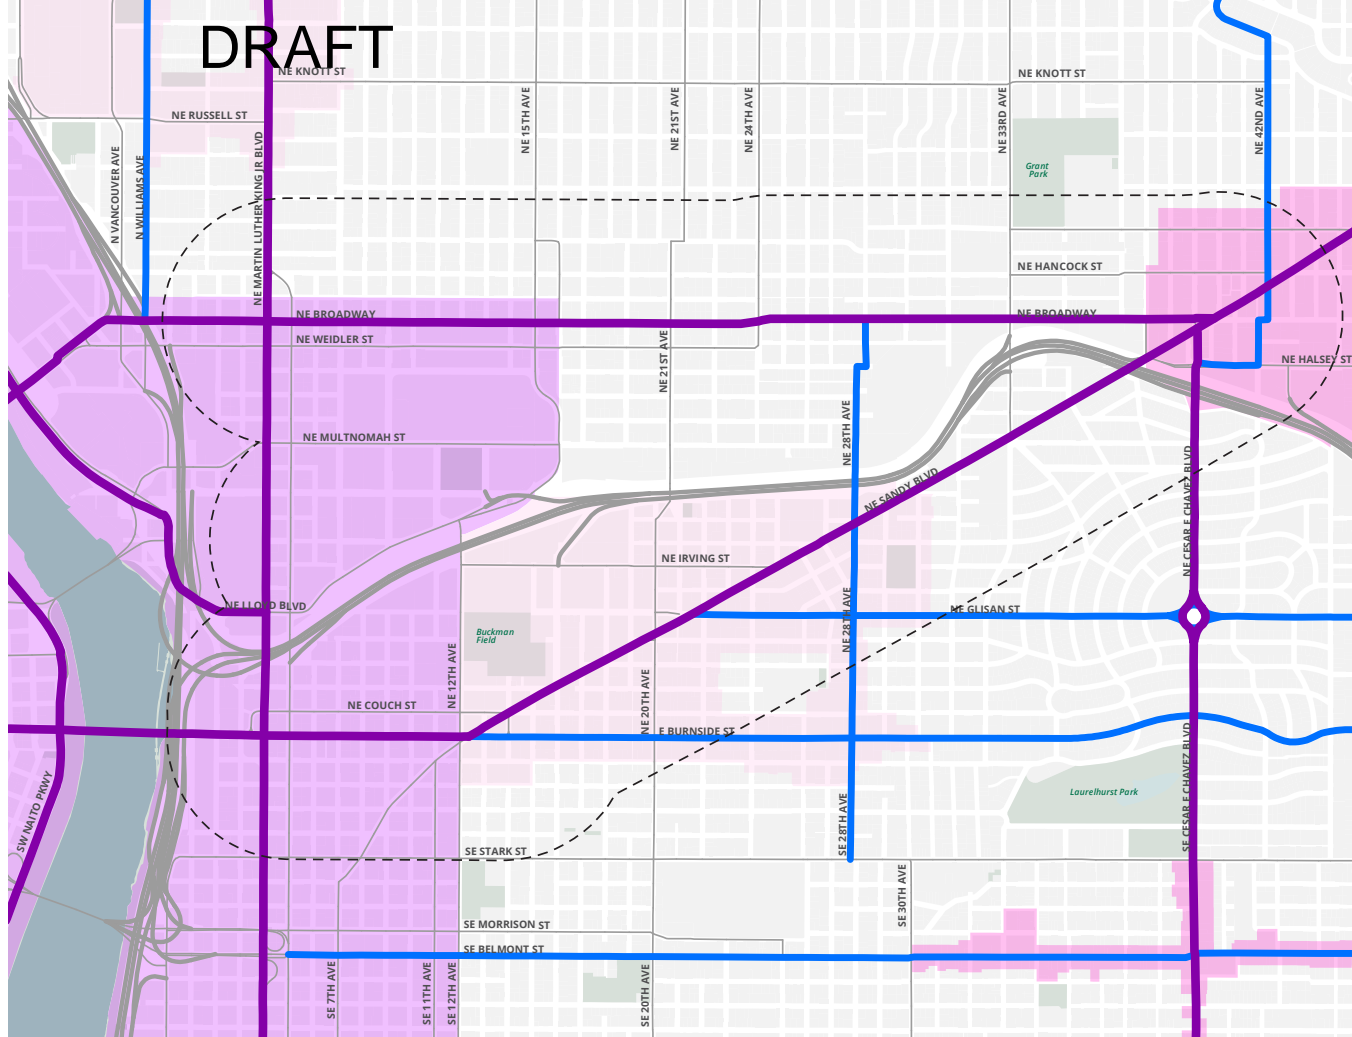 DRAFT
NE KNOTT ST
NE KNOTT ST
NE RUSSELL ST
NE 15TH AVE
NE 21ST AVE
NE 24TH AVE
NE 33RD AVE
NE 42ND AVE
N VANCOUVER AVE
N WILLIAMS AVE
NE MARTIN LUTHER KING JR BLVD
Grant
Park
NE HANCOCK ST
NE BROADWAY
NE BROADWAY
NE WEIDLER ST
NE 21ST AVE
NE HALSEY ST
NE MULTNOMAH ST
NE 28TH AVE
NE SANDY BLVD
NE CESAR E CHAVEZ BLVD
NE IRVING ST
NE LLOYD BLVD
NE GLISAN ST
NE 28TH AVE
Buckman
Field
NE 12TH AVE
NE 20TH AVE
NE COUCH ST
E BURNSIDE ST
SW NAITO PKWY
SE 28TH AVE
Laurelhurst Park
SE CESAR E CHAVEZ BLVD
SE STARK ST
SE 30TH AVE
SE MORRISON ST
SE BELMONT ST
SE 7TH AVE
SE 11TH AVE
SE 12TH AVE
SE 20TH AVE